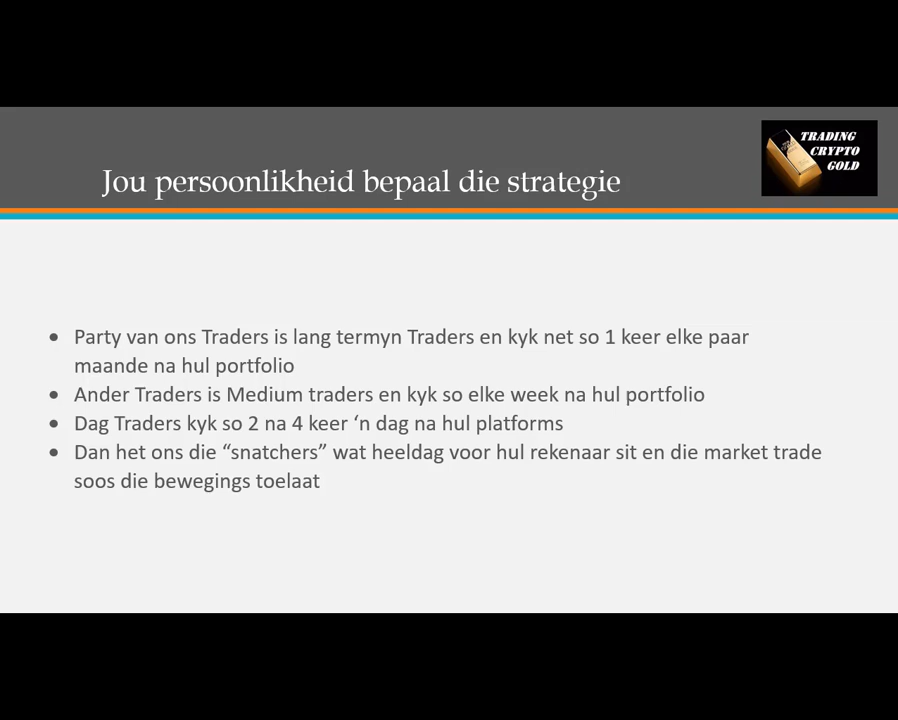 TRADING
CRYPTO
GOLD
Jou persoonlikheid bepaal die strategie
• Party van ons Traders is lang termyn Traders en kyk net so 1 keer elke paar
maande na hul portfolio
• Ander Traders is Medium traders en kyk so elke week na hul portfolio
• Dag Traders kyk so 2 na 4 keer ‘n dag na hul platforms
• Dan het ons die “snatchers” wat heeldag voor hul rekenaar sit en die market trade
soos die bewegings toelaat